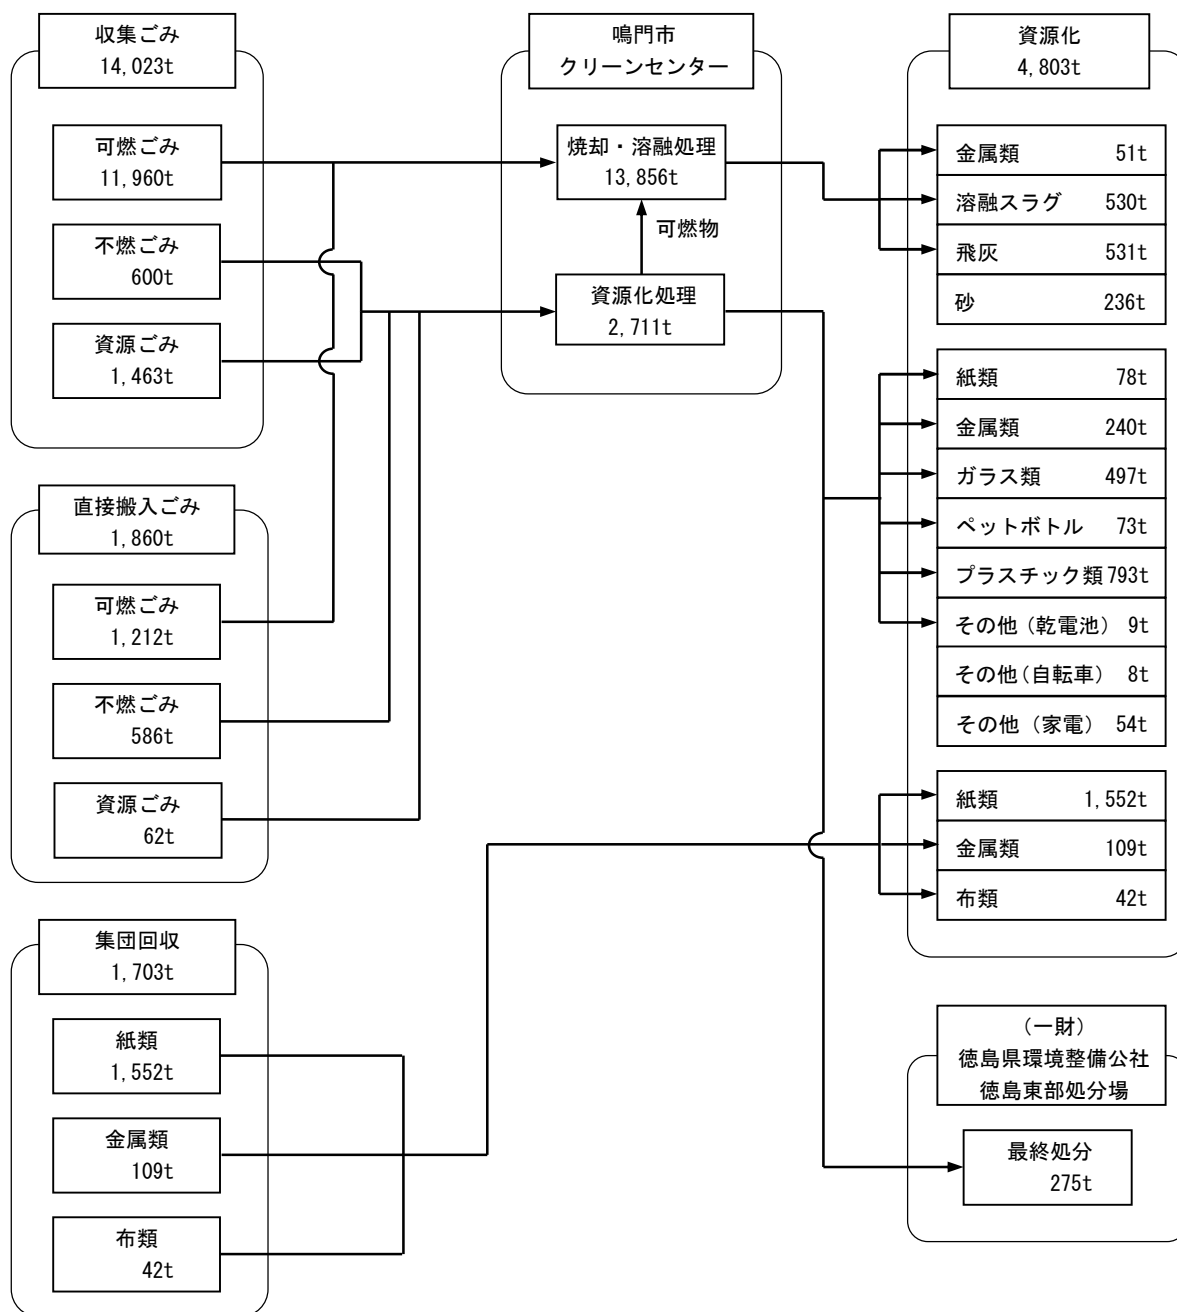 収集ごみ
14,023t
可燃ごみ
11,960t
不燃ごみ
600t
資源ごみ
1,463t
直接搬入ごみ
1,860t
可燃ごみ
1,212t
不燃ごみ
586t
資源ごみ
62t
集団回収
1,703t
紙類
1,552t
金属類
109t
布類
42t
鳴門市
クリーンセンター
焼却・溶融処理
13,856t
可燃物
資源化処理
2,711t
資源化
4,803t
金属類 51t
溶融スラグ 530t
飛灰 531t
砂 236t
紙類 78t
金属類 240t
ガラス類 497t
ペットボトル 73t
プラスチック類 793t
その他（乾電池） 9t
その他（自転車） 8t
その他（家電） 54t
紙類 1,552t
金属類 109t
布類 42t
（一財）
徳島県環境整備公社
徳島東部処分場
最終処分
275t